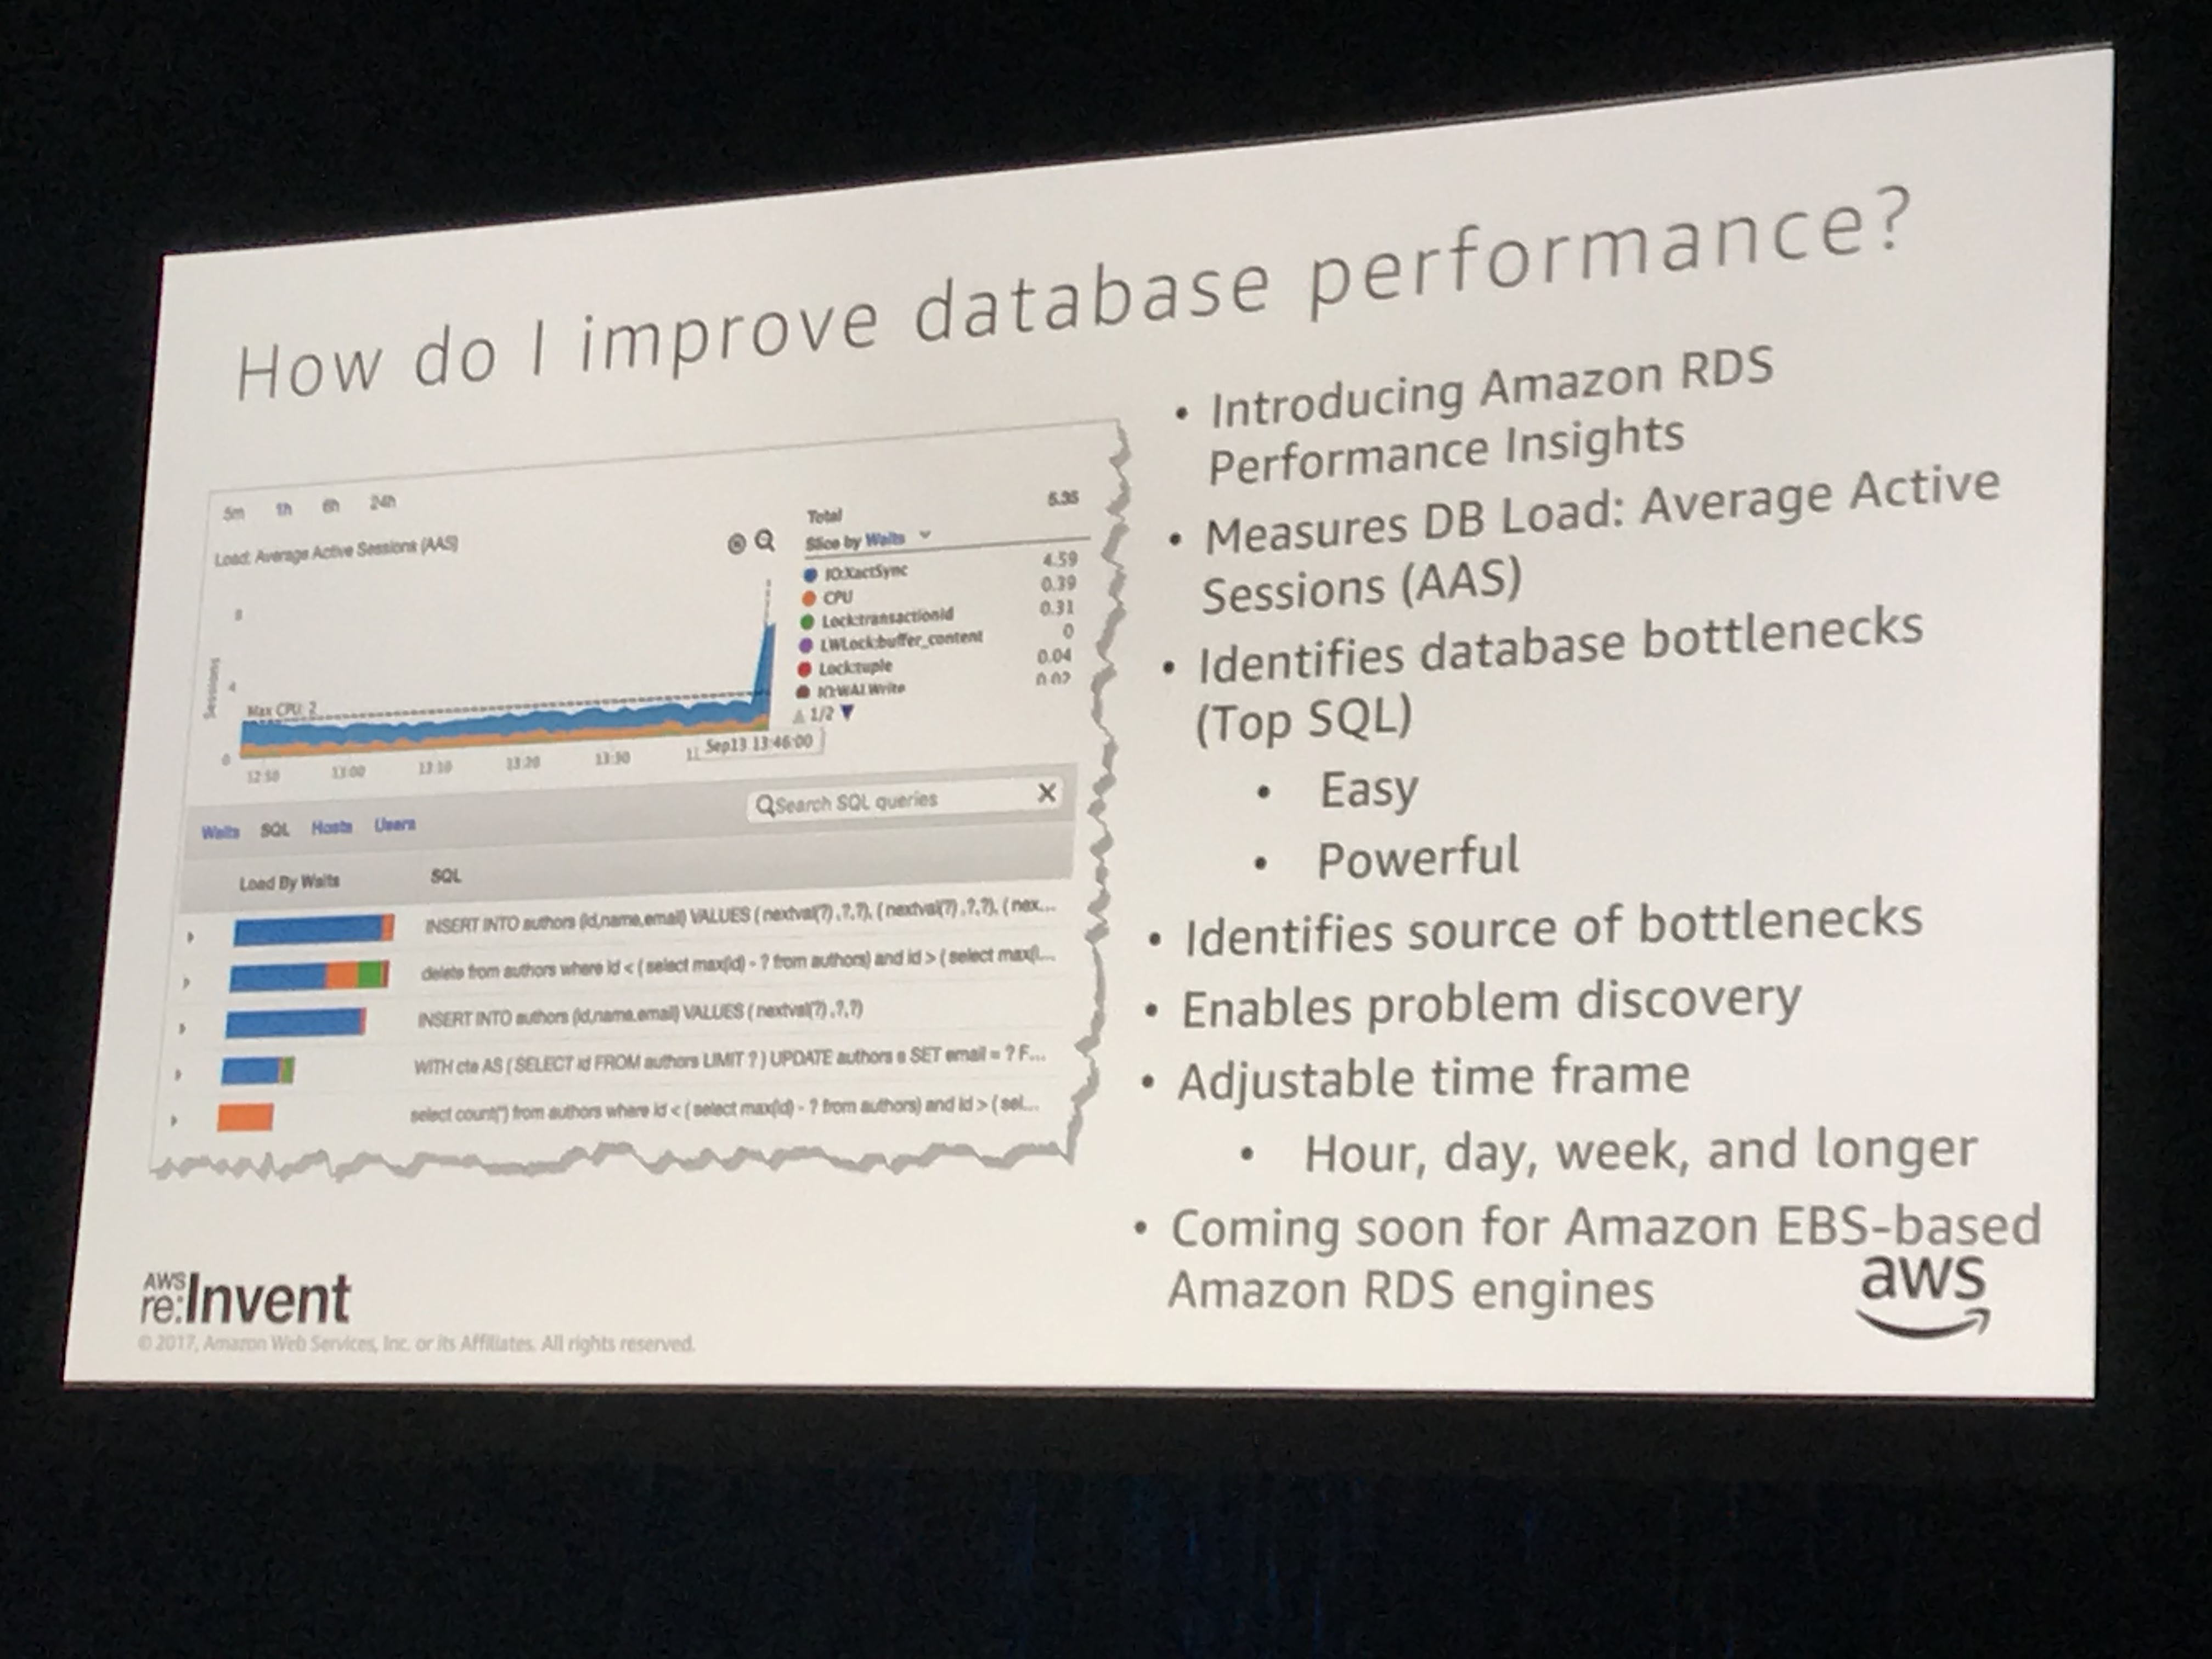 How do I improve database performance?
5m 1h 6h 24h
Load: Average Active Sessions (AAS)
Total 5.35
Slice by Waits
IO:XactSync 4.59
CPU 0.39
Lock:transactionid 0.31
LWLock:buffer_content 0
Lock:tuple 0.04
IO:WALWrite 0.02
1/2
8
Sessions
4
Max CPU: 2
0
12:50 13:00 13:10 13:20 13:30
Sep13 13:46:00
Waits SQL Hosts Users
Search SQL queries X
Load By Waits SQL
INSERT INTO authors (id,name,email) VALUES ( nextval(?) ,?,?), ( nextval(?) ,?,?), ( nex...
delete from authors where id < ( select max(id) - ? from authors) and id > ( select max(i...
INSERT INTO authors (id,name,email) VALUES ( nextval(?) ,?,?)
WITH cte AS ( SELECT id FROM authors LIMIT ? ) UPDATE authors s SET email = ? F...
select count(*) from authors where id < ( select max(id) - ? from authors) and id > ( sel...
• Introducing Amazon RDS
Performance Insights
• Measures DB Load: Average Active
Sessions (AAS)
• Identifies database bottlenecks
(Top SQL)
• Easy
• Powerful
• Identifies source of bottlenecks
• Enables problem discovery
• Adjustable time frame
• Hour, day, week, and longer
• Coming soon for Amazon EBS-based
Amazon RDS engines
AWS
re:Invent
© 2017, Amazon Web Services, Inc. or its Affiliates. All rights reserved.
aws